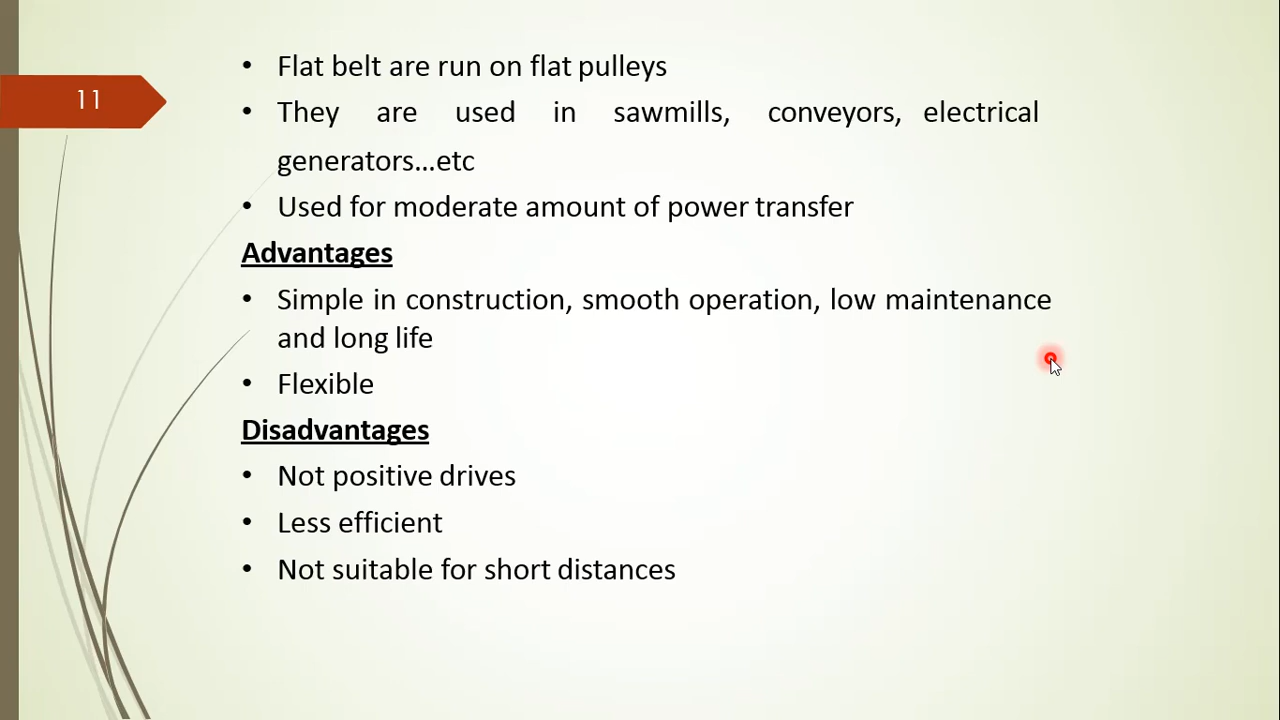 11
• Flat belt are run on flat pulleys
• They are used in sawmills, conveyors, electrical
generators...etc
• Used for moderate amount of power transfer
Advantages
• Simple in construction, smooth operation, low maintenance
and long life
• Flexible
Disadvantages
• Not positive drives
• Less efficient
• Not suitable for short distances